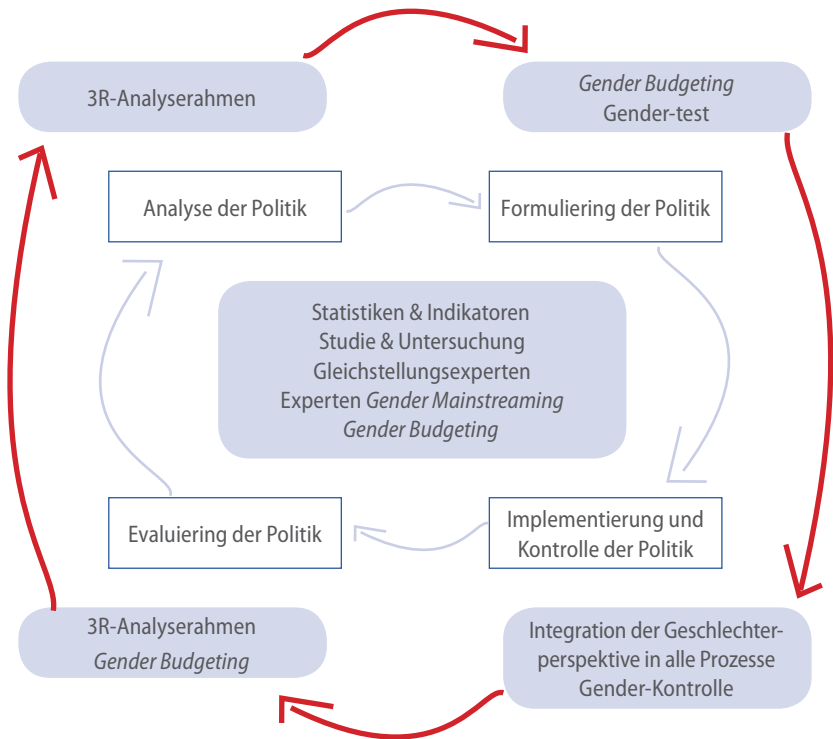 3R-Analyserahmen
Gender Budgeting
Gender-test
Analyse der Politik
Formuliering der Politik
Statistiken & Indikatoren
Studie & Untersuchung
Gleichstellungsexperten
Experten Gender Mainstreaming
Gender Budgeting
Evaluiering der Politik
Implementierung und
Kontrolle der Politik
3R-Analyserahmen
Gender Budgeting
Integration der Geschlechter-
perspektive in alle Prozesse
Gender-Kontrolle